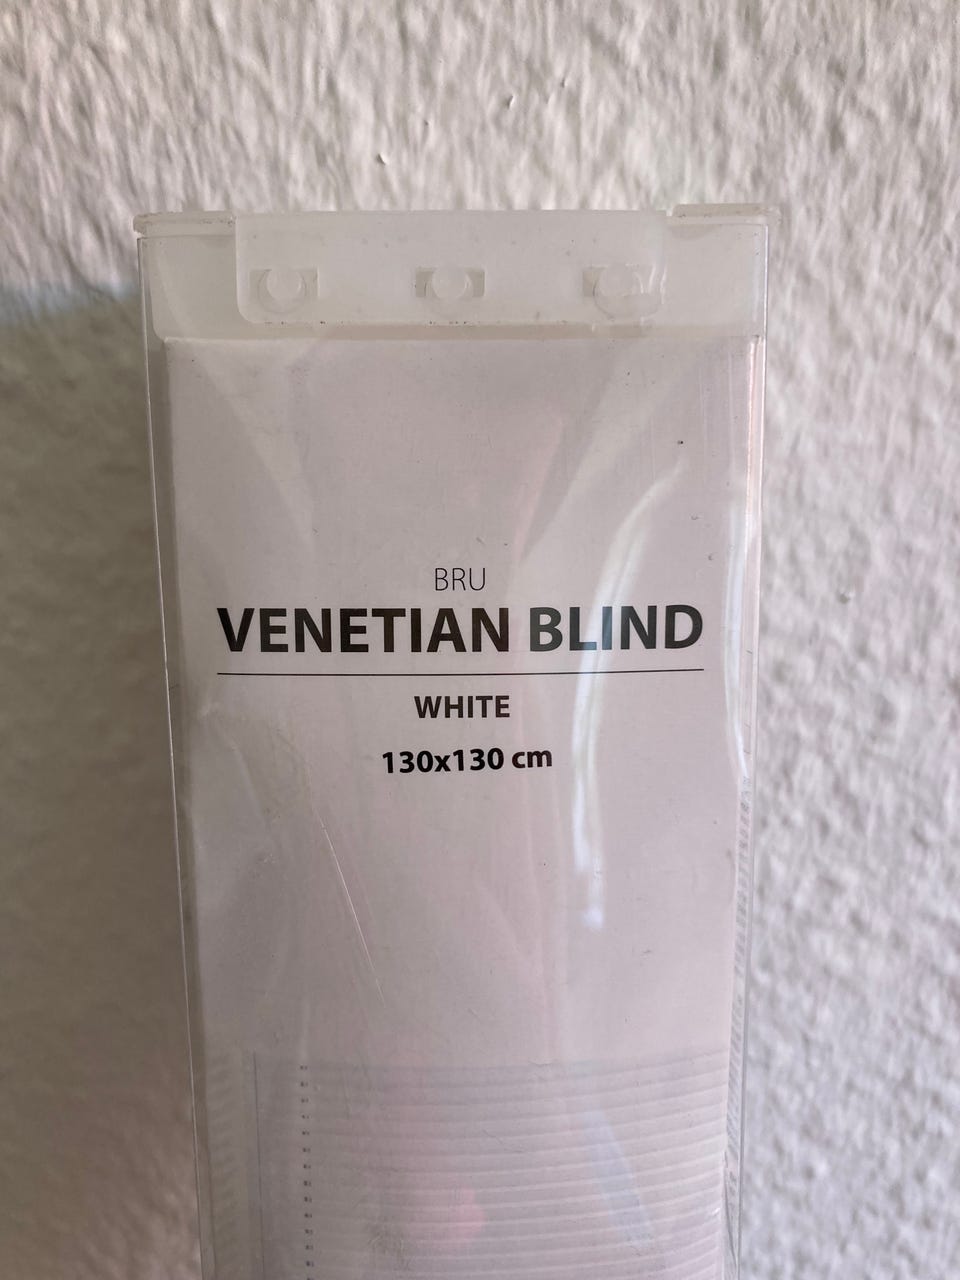 BRU
VENETIAN BLIND
WHITE
130x130 cm